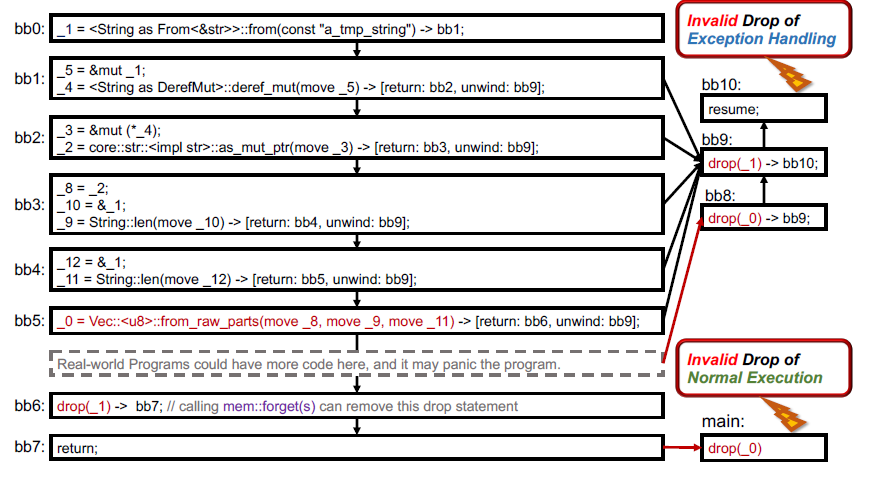 bb0:
_1 = <String as From<&str>>::from(const "a_tmp_string") -> bb1;
bb1:
_5 = &mut _1;
_4 = <String as DerefMut>::deref_mut(move _5) -> [return: bb2, unwind: bb9];
bb2:
_3 = &mut (*_4);
_2 = core::str::<impl str>::as_mut_ptr(move _3) -> [return: bb3, unwind: bb9];
bb3:
_8 = _2;
_10 = &_1;
_9 = String::len(move _10) -> [return: bb4, unwind: bb9];
bb4:
_12 = &_1;
_11 = String::len(move _12) -> [return: bb5, unwind: bb9];
bb5:
_0 = Vec::<u8>::from_raw_parts(move _8, move _9, move _11) -> [return: bb6, unwind: bb9];
Real-world Programs could have more code here, and it may panic the program.
bb6:
drop(_1) -> bb7; // calling mem::forget(s) can remove this drop statement
bb7:
return;
Invalid Drop of
Exception Handling
bb10:
resume;
bb9:
drop(_1) -> bb10;
bb8:
drop(_0) -> bb9;
Invalid Drop of
Normal Execution
main:
drop(_0)